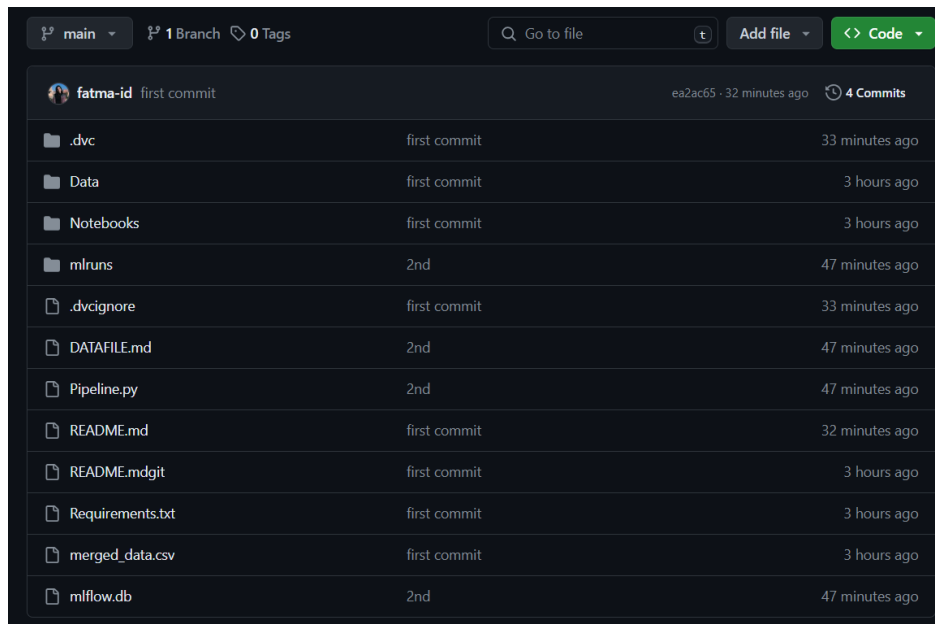 main 1 Branch 0 Tags Go to file t Add file <> Code
fatma-id first commit ea2ac65 · 32 minutes ago 4 Commits
.dvc first commit 33 minutes ago
Data first commit 3 hours ago
Notebooks first commit 3 hours ago
mlruns 2nd 47 minutes ago
.dvcignore first commit 33 minutes ago
DATAFILE.md 2nd 47 minutes ago
Pipeline.py 2nd 47 minutes ago
README.md first commit 32 minutes ago
README.mdgit first commit 3 hours ago
Requirements.txt first commit 3 hours ago
merged_data.csv first commit 3 hours ago
mlflow.db 2nd 47 minutes ago